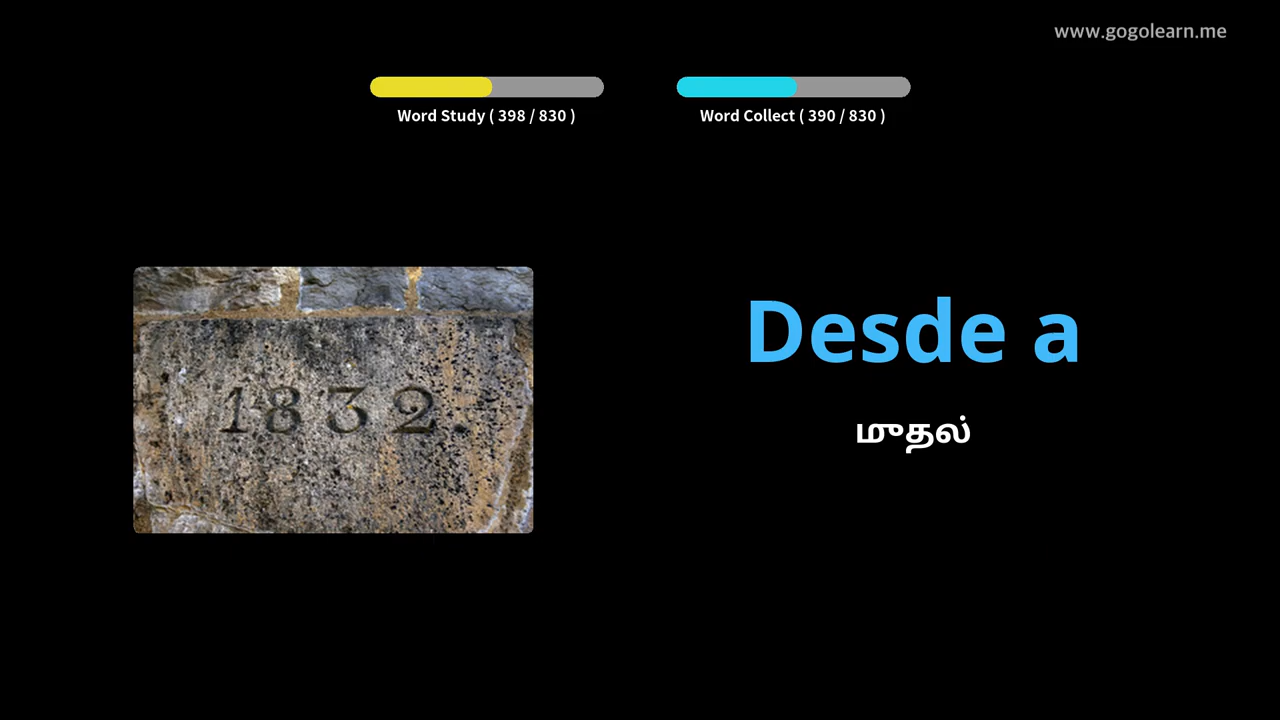 www.gogolearn.me
Word Study ( 398 / 830 )
Word Collect ( 390 / 830 )
1832.
Desde a
முதல்